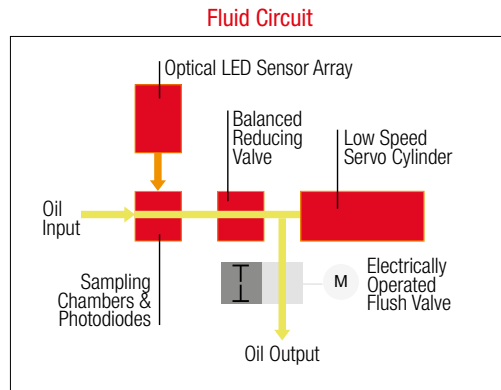 Fluid Circuit
Optical LED Sensor Array
Balanced
Reducing
Valve
Low Speed
Servo Cylinder
Oil
Input
Sampling
Chambers &
Photodiodes
M
Electrically
Operated
Flush Valve
Oil Output